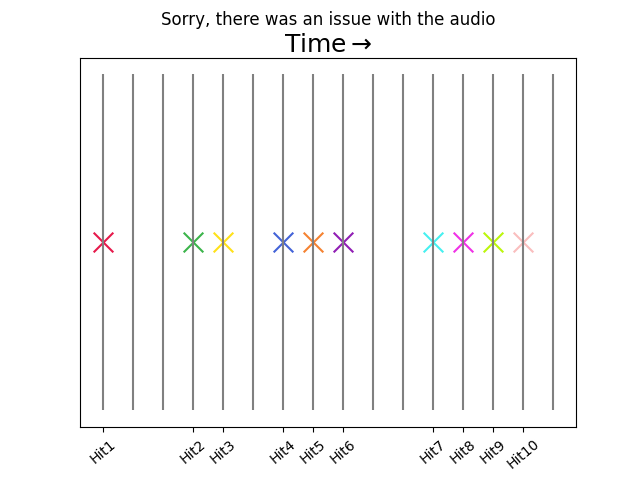 Sorry, there was an issue with the audio
Time→
Hit1 Hit2 Hit3 Hit4 Hit5 Hit6 Hit7 Hit8 Hit9 Hit10